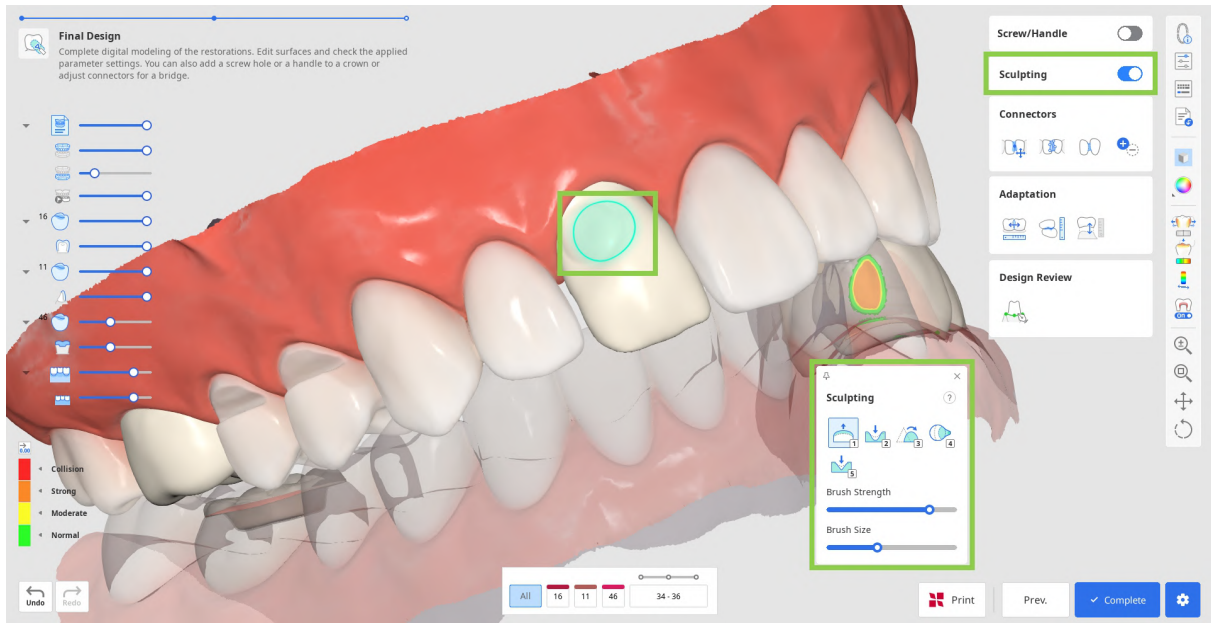 Final Design
Complete digital modeling of the restorations. Edit surfaces and check the applied
parameter settings. You can also add a screw hole or a handle to a crown or
adjust connectors for a bridge.
16
11
46
0.00
Collision
Strong
Moderate
Normal
Undo
Redo
All
16
11
46
34 - 36
Screw/Handle
Sculpting
Connectors
Adaptation
Design Review
ON
Sculpting
?
1
2
3
4
5
Brush Strength
Brush Size
Print
Prev.
Complete